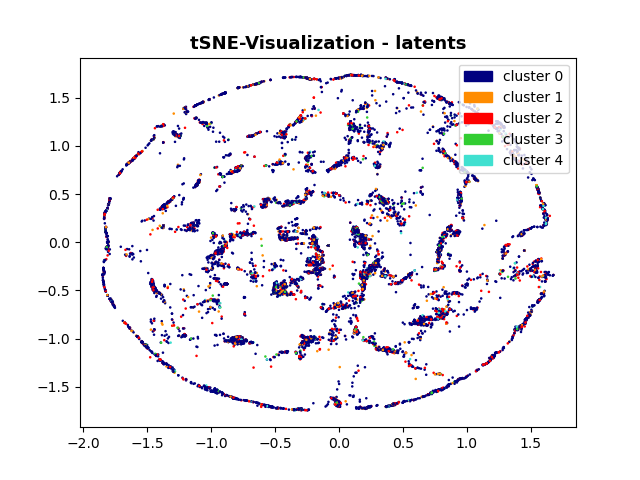 tSNE-Visualization - latents
cluster 0
cluster 1
cluster 2
cluster 3
cluster 4
1.5
1.0
0.5
0.0
−0.5
−1.0
−1.5
−2.0 −1.5 −1.0 −0.5 0.0 0.5 1.0 1.5